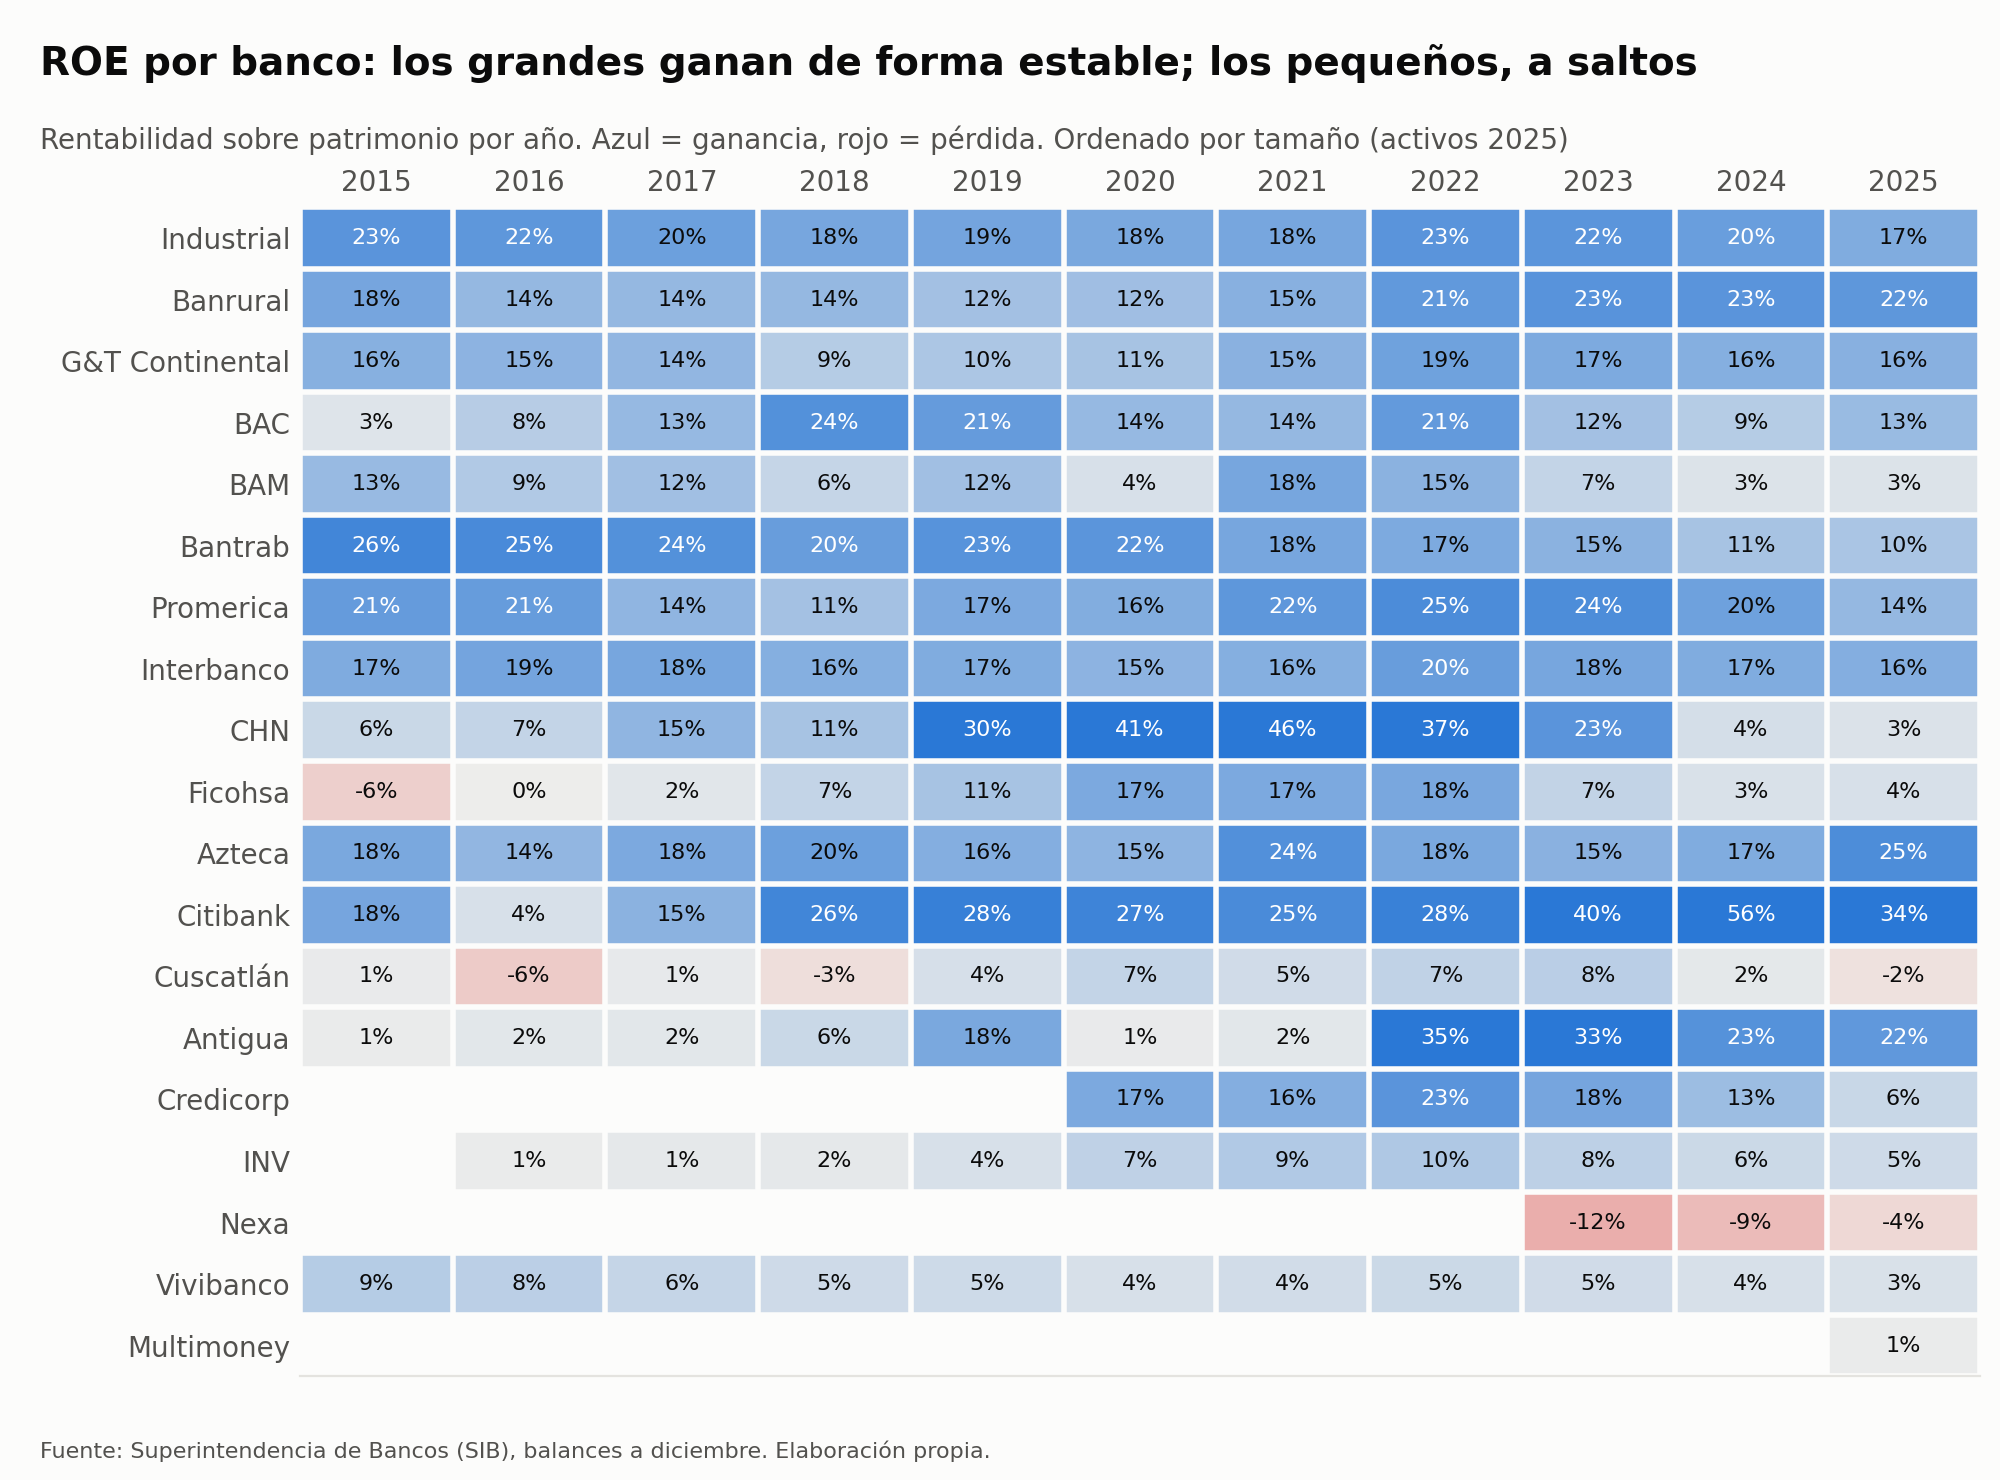 ROE por banco: los grandes ganan de forma estable; los pequeños, a saltos
Rentabilidad sobre patrimonio por año. Azul = ganancia, rojo = pérdida. Ordenado por tamaño (activos 2025)
2015 2016 2017 2018 2019 2020 2021 2022 2023 2024 2025
Industrial 23% 22% 20% 18% 19% 18% 18% 23% 22% 20% 17%
Banrural 18% 14% 14% 14% 12% 12% 15% 21% 23% 23% 22%
G&T Continental 16% 15% 14% 9% 10% 11% 15% 19% 17% 16% 16%
BAC 3% 8% 13% 24% 21% 14% 14% 21% 12% 9% 13%
BAM 13% 9% 12% 6% 12% 4% 18% 15% 7% 3% 3%
Bantrab 26% 25% 24% 20% 23% 22% 18% 17% 15% 11% 10%
Promerica 21% 21% 14% 11% 17% 16% 22% 25% 24% 20% 14%
Interbanco 17% 19% 18% 16% 17% 15% 16% 20% 18% 17% 16%
CHN 6% 7% 15% 11% 30% 41% 46% 37% 23% 4% 3%
Ficohsa -6% 0% 2% 7% 11% 17% 17% 18% 7% 3% 4%
Azteca 18% 14% 18% 20% 16% 15% 24% 18% 15% 17% 25%
Citibank 18% 4% 15% 26% 28% 27% 25% 28% 40% 56% 34%
Cuscatlán 1% -6% 1% -3% 4% 7% 5% 7% 8% 2% -2%
Antigua 1% 2% 2% 6% 18% 1% 2% 35% 33% 23% 22%
Credicorp 17% 16% 23% 18% 13% 6%
INV 1% 1% 2% 4% 7% 9% 10% 8% 6% 5%
Nexa -12% -9% -4%
Vivibanco 9% 8% 6% 5% 5% 4% 4% 5% 5% 4% 3%
Multimoney 1%
Fuente: Superintendencia de Bancos (SIB), balances a diciembre. Elaboración propia.